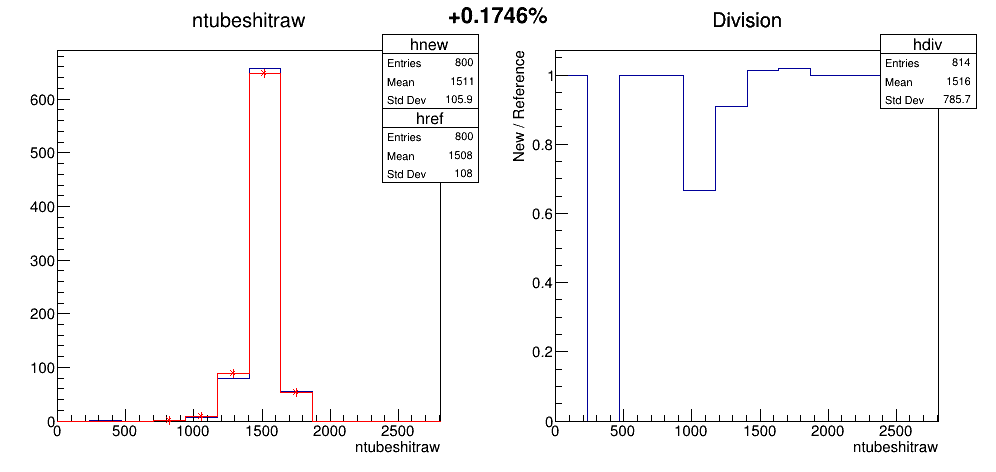 +0.1746%
ntubeshitraw
hnew
Entries 800
Mean 1511
Std Dev 105.9
href
Entries 800
Mean 1508
Std Dev 108
600
500
400
300
200
100
0
0 500 1000 1500 2000 2500
ntubeshitraw
Division
hdiv
Entries 814
Mean 1516
Std Dev 785.7
New / Reference
1
0.8
0.6
0.4
0.2
0
0 500 1000 1500 2000 2500
ntubeshitraw